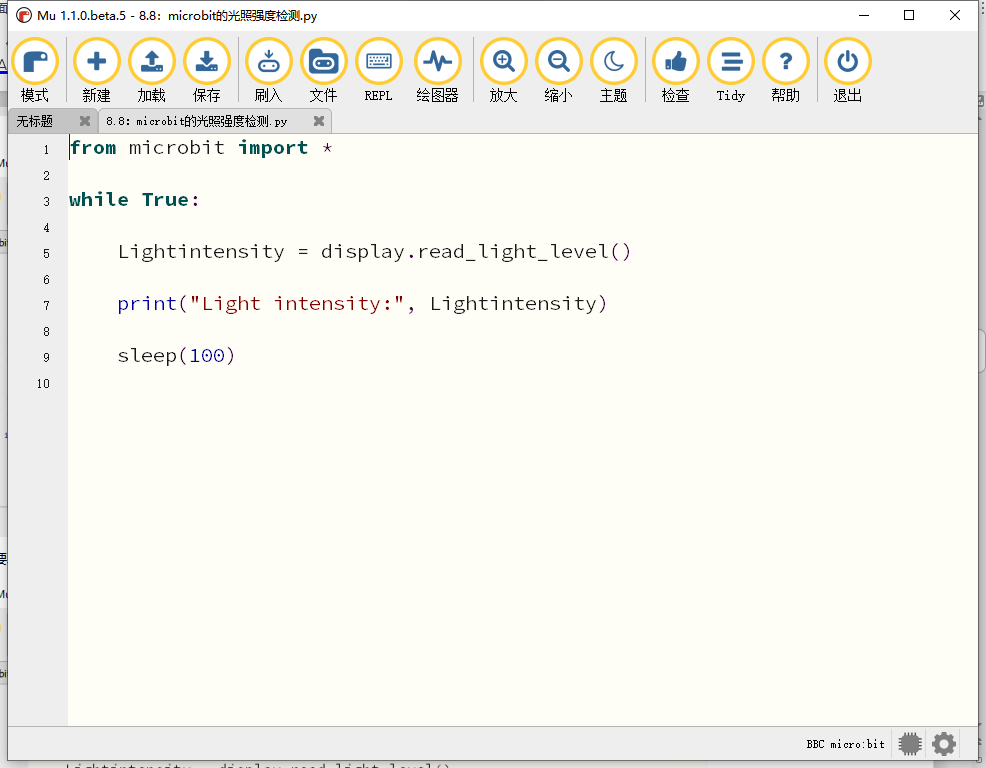 Mu 1.1.0.beta.5 - 8.8：microbit的光照强度检测.py
模式 新建 加载 保存 刷入 文件 REPL 绘图器 放大 缩小 主题 检查 Tidy 帮助 退出
无标题 8.8：microbit的光照强度检测.py
1 from microbit import *
2
3 while True:
4
5 Lightintensity = display.read_light_level()
6
7 print("Light intensity:", Lightintensity)
8
9 sleep(100)
10
BBC micro:bit